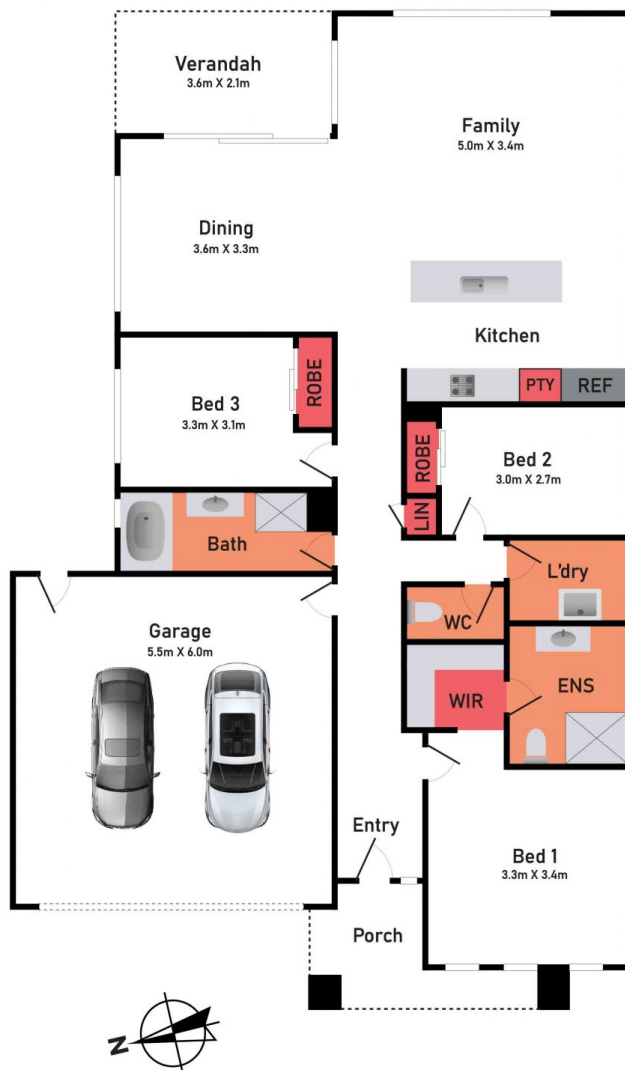 Verandah
3.6m X 2.1m
Family
5.0m X 3.4m
Dining
3.6m X 3.3m
Kitchen
PTY
REF
ROBE
Bed 3
3.3m X 3.1m
ROBE
Bed 2
3.0m X 2.7m
LIN
Bath
L'dry
WC
Garage
5.5m X 6.0m
WIR
ENS
Entry
Bed 1
3.3m X 3.4m
Porch
N